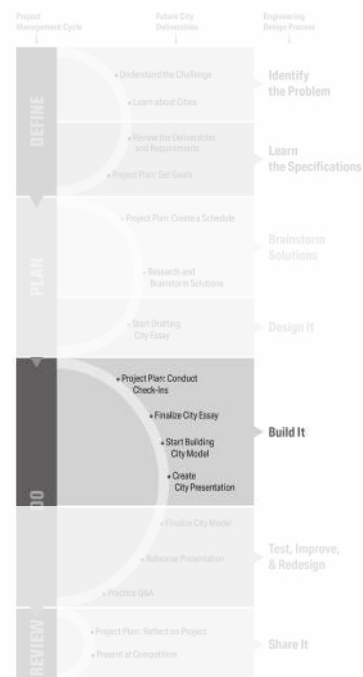 Project
Management Cycle
Future City
Deliverables
Engineering
Design Process
DEFINE
Understand the Challenge
Learn about Cities
Identify
the Problem
Review the Deliverables
and Requirements
Project Plan: Set Goals
Learn
the Specifications
PLAN
Project Plan: Create a Schedule
Research and
Brainstorm Solutions
Brainstorm
Solutions
Start Drafting
City Essay
Design It
DO
Project Plan: Conduct
Check-Ins
Finalize City Essay
Start Building
City Model
Create
City Presentation
Build It
Finalize City Model
Rehearse Presentation
Practice Q&A
Test, Improve,
& Redesign
REVIEW
Project Plan: Reflect on Project
Present at Competition
Share It